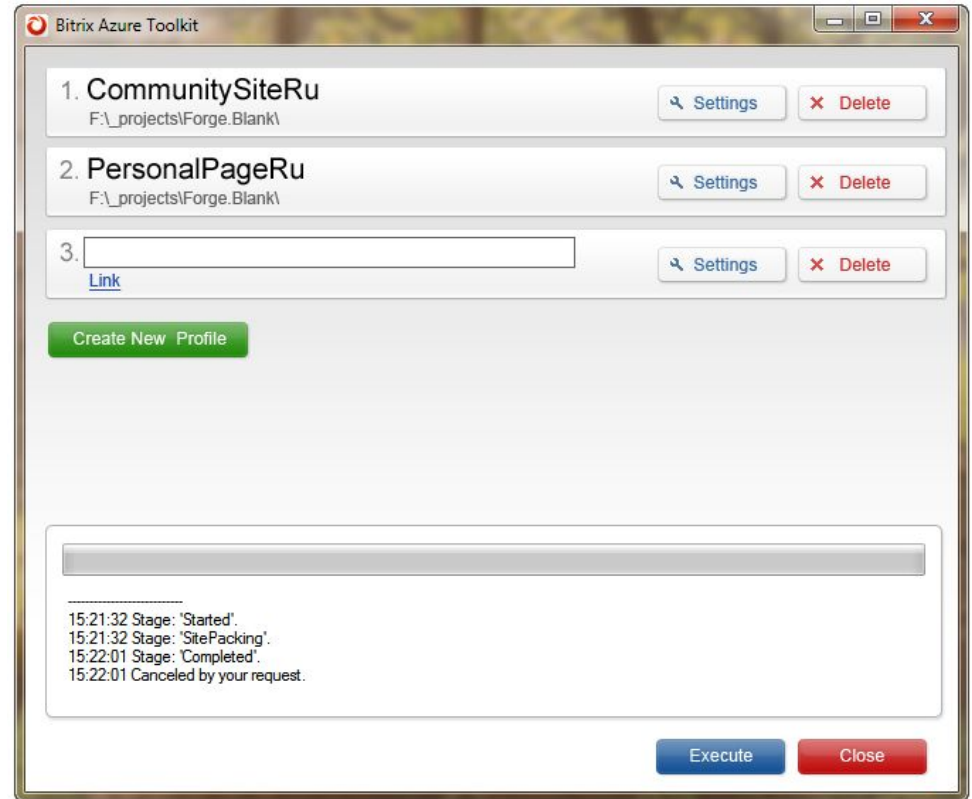 Bitrix Azure Toolkit
1. CommunitySiteRu
Settings
Delete
F:\_projects\Forge.Blank\
2. PersonalPageRu
Settings
Delete
F:\_projects\Forge.Blank\
3.
Settings
Delete
Link
Create New Profile
---------------------------
15:21:32 Stage: 'Started'.
15:21:32 Stage: 'SitePacking'.
15:22:01 Stage: 'Completed'.
15:22:01 Canceled by your request.
Execute
Close